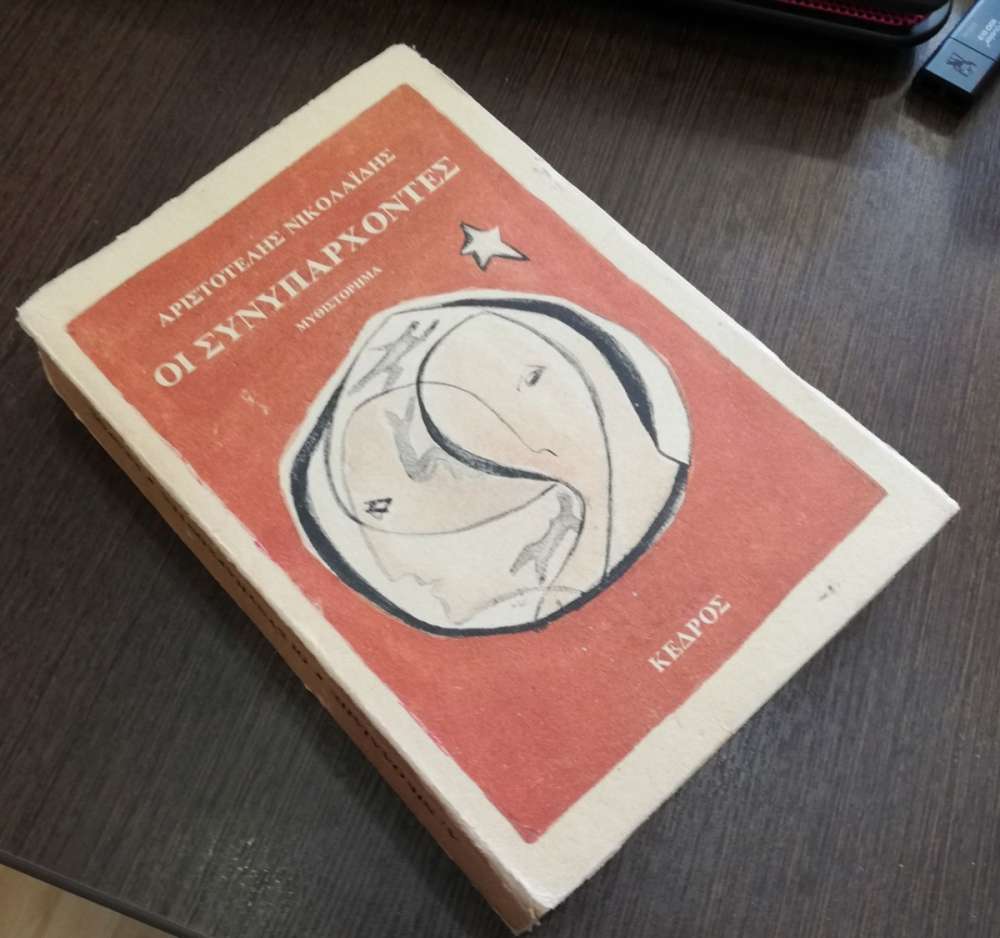 ΑΡΙΣΤΟΤΕΛΗΣ ΝΙΚΟΛΑΪΔΗΣ
ΟΙ ΣΥΝΥΠΑΡΧΟΝΤΕΣ
ΜΥΘΙΣΤΟΡΗΜΑ
ΚΕΔΡΟΣ